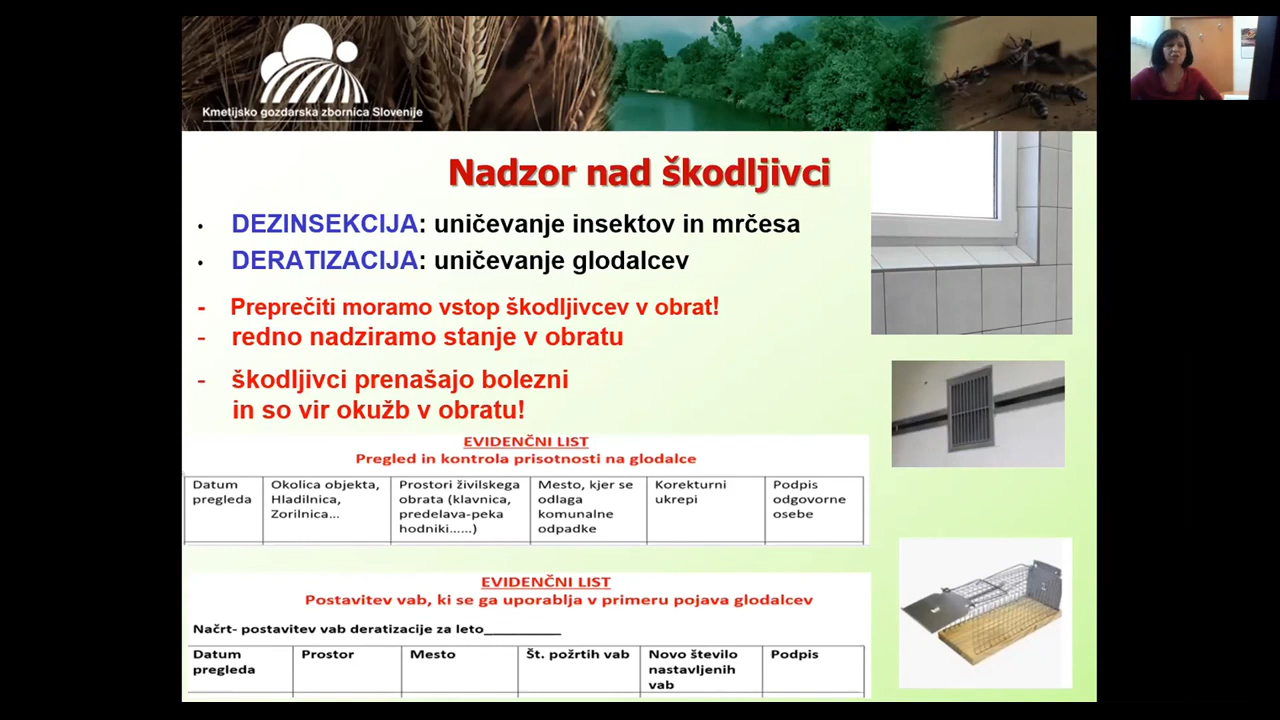 Kmetijsko gozdarska zbornica Slovenije
Nadzor nad škodljivci
• DEZINSEKCIJA: uničevanje insektov in mrčesa
• DERATIZACIJA: uničevanje glodalcev
- Preprečiti moramo vstop škodljivcev v obrat!
- redno nadziramo stanje v obratu
- škodljivci prenašajo bolezni
in so vir okužb v obratu!
EVIDENČNI LIST
Pregled in kontrola prisotnosti na glodalce
Datum
pregleda
Okolica objekta,
Hladilnica,
Zorilnica...
Prostori živilskega
obrata (klavnica,
predelava-peka
hodniki......)
Mesto, kjer se
odlaga
komunalne
odpadke
Korekturni
ukrepi
Podpis
odgovorne
osebe
EVIDENČNI LIST
Postavitev vab, ki se ga uporablja v primeru pojava glodalcev
Načrt- postavitev vab deratizacije za leto__________
Datum
pregleda
Prostor
Mesto
Št. požrtih vab
Novo število
nastavljenih
vab
Podpis